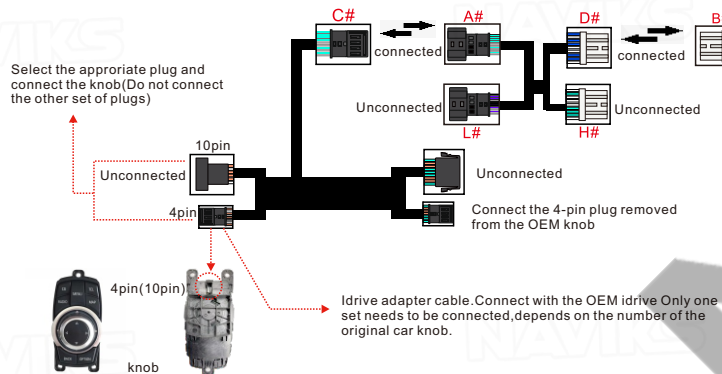 NAVIKS
C#
A#
D#
B
connected
connected
Select the approriate plug and
connect the knob(Do not connect
the other set of plugs)
Unconnected
Unconnected
L#
H#
10pin
Unconnected
Unconnected
4pin
Connect the 4-pin plug removed
from the OEM knob
4pin(10pin)
Idrive adapter cable.Connect with the OEM idrive Only one
set needs to be connected,depends on the number of the
original car knob.
knob
NAVIKS